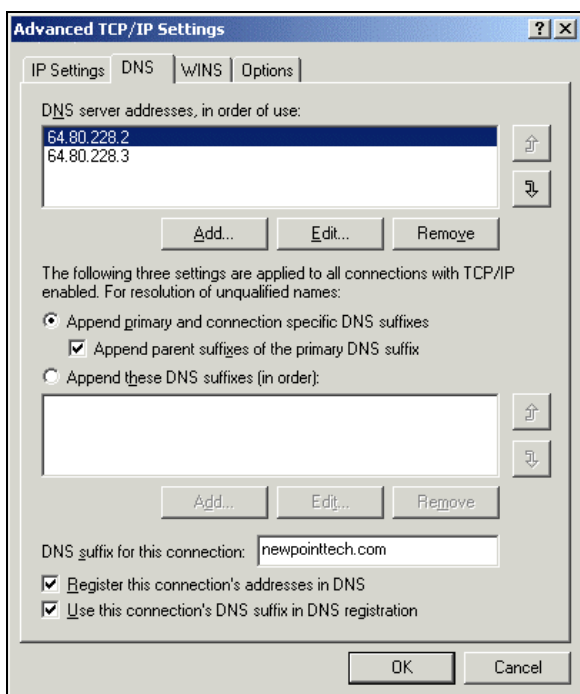 Advanced TCP/IP Settings
IP Settings DNS WINS Options
DNS server addresses, in order of use:
64.80.228.2
64.80.228.3
Add... Edit... Remove
The following three settings are applied to all connections with TCP/IP
enabled. For resolution of unqualified names:
Append primary and connection specific DNS suffixes
Append parent suffixes of the primary DNS suffix
Append these DNS suffixes (in order):
Add... Edit... Remove
DNS suffix for this connection: newpointtech.com
Register this connection's addresses in DNS
Use this connection's DNS suffix in DNS registration
OK Cancel